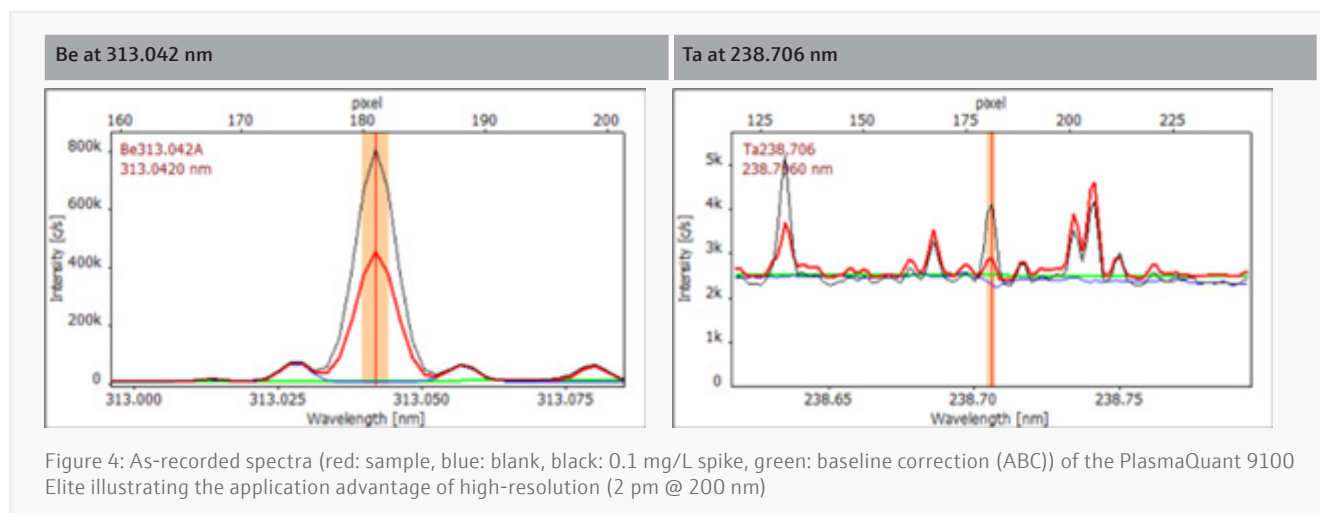 Be at 313.042 nm
Ta at 238.706 nm
pixel
160 170 180 190 200
Be313.042A
313.0420 nm
800k
600k
400k
200k
0
Intensity [c/s]
313.000 313.025 313.050 313.075
Wavelength [nm]
pixel
125 150 175 200 225
Ta238.706
238.7060 nm
5k
4k
3k
2k
1k
0
Intensity [c/s]
238.65 238.70 238.75
Wavelength [nm]
Figure 4: As-recorded spectra (red: sample, blue: blank, black: 0.1 mg/L spike, green: baseline correction (ABC)) of the PlasmaQuant 9100
Elite illustrating the application advantage of high-resolution (2 pm @ 200 nm)